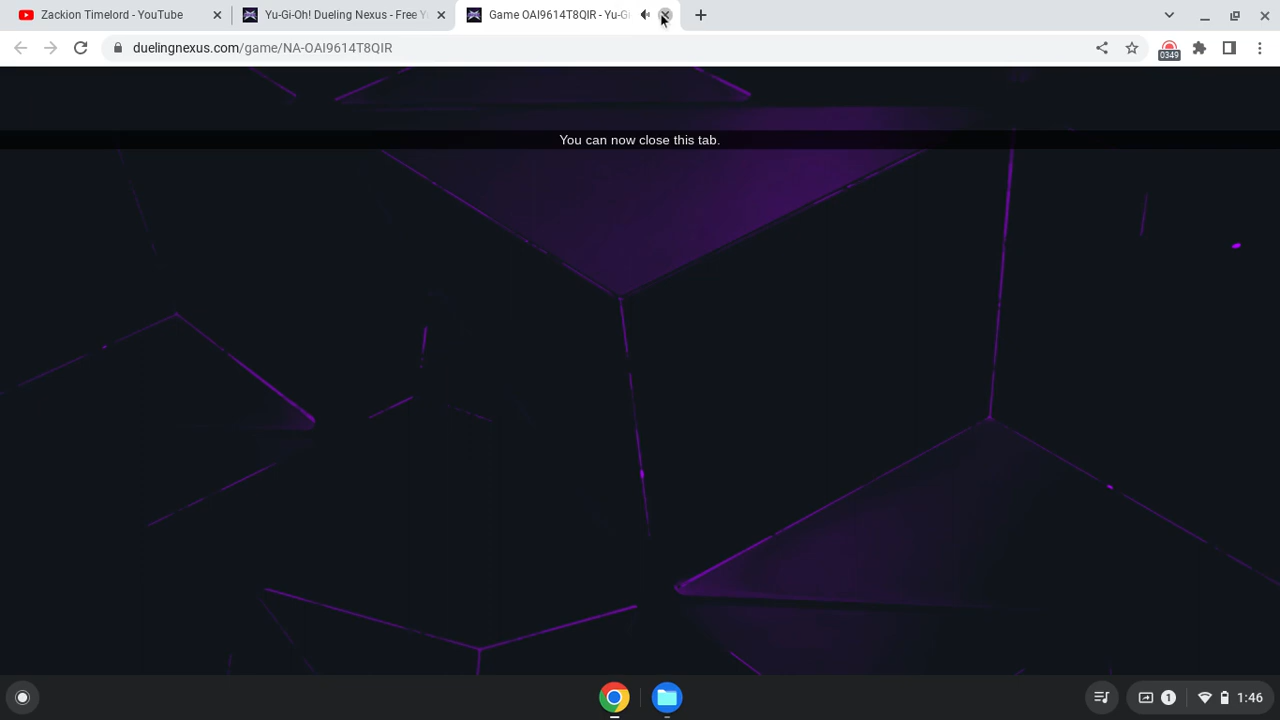 Zackion Timelord - YouTube
Yu-Gi-Oh! Dueling Nexus - Free Y
Game OAI9614T8QIR - Yu-Gi
duelingnexus.com/game/NA-OAI9614T8QIR
0349
You can now close this tab.
1
1:46